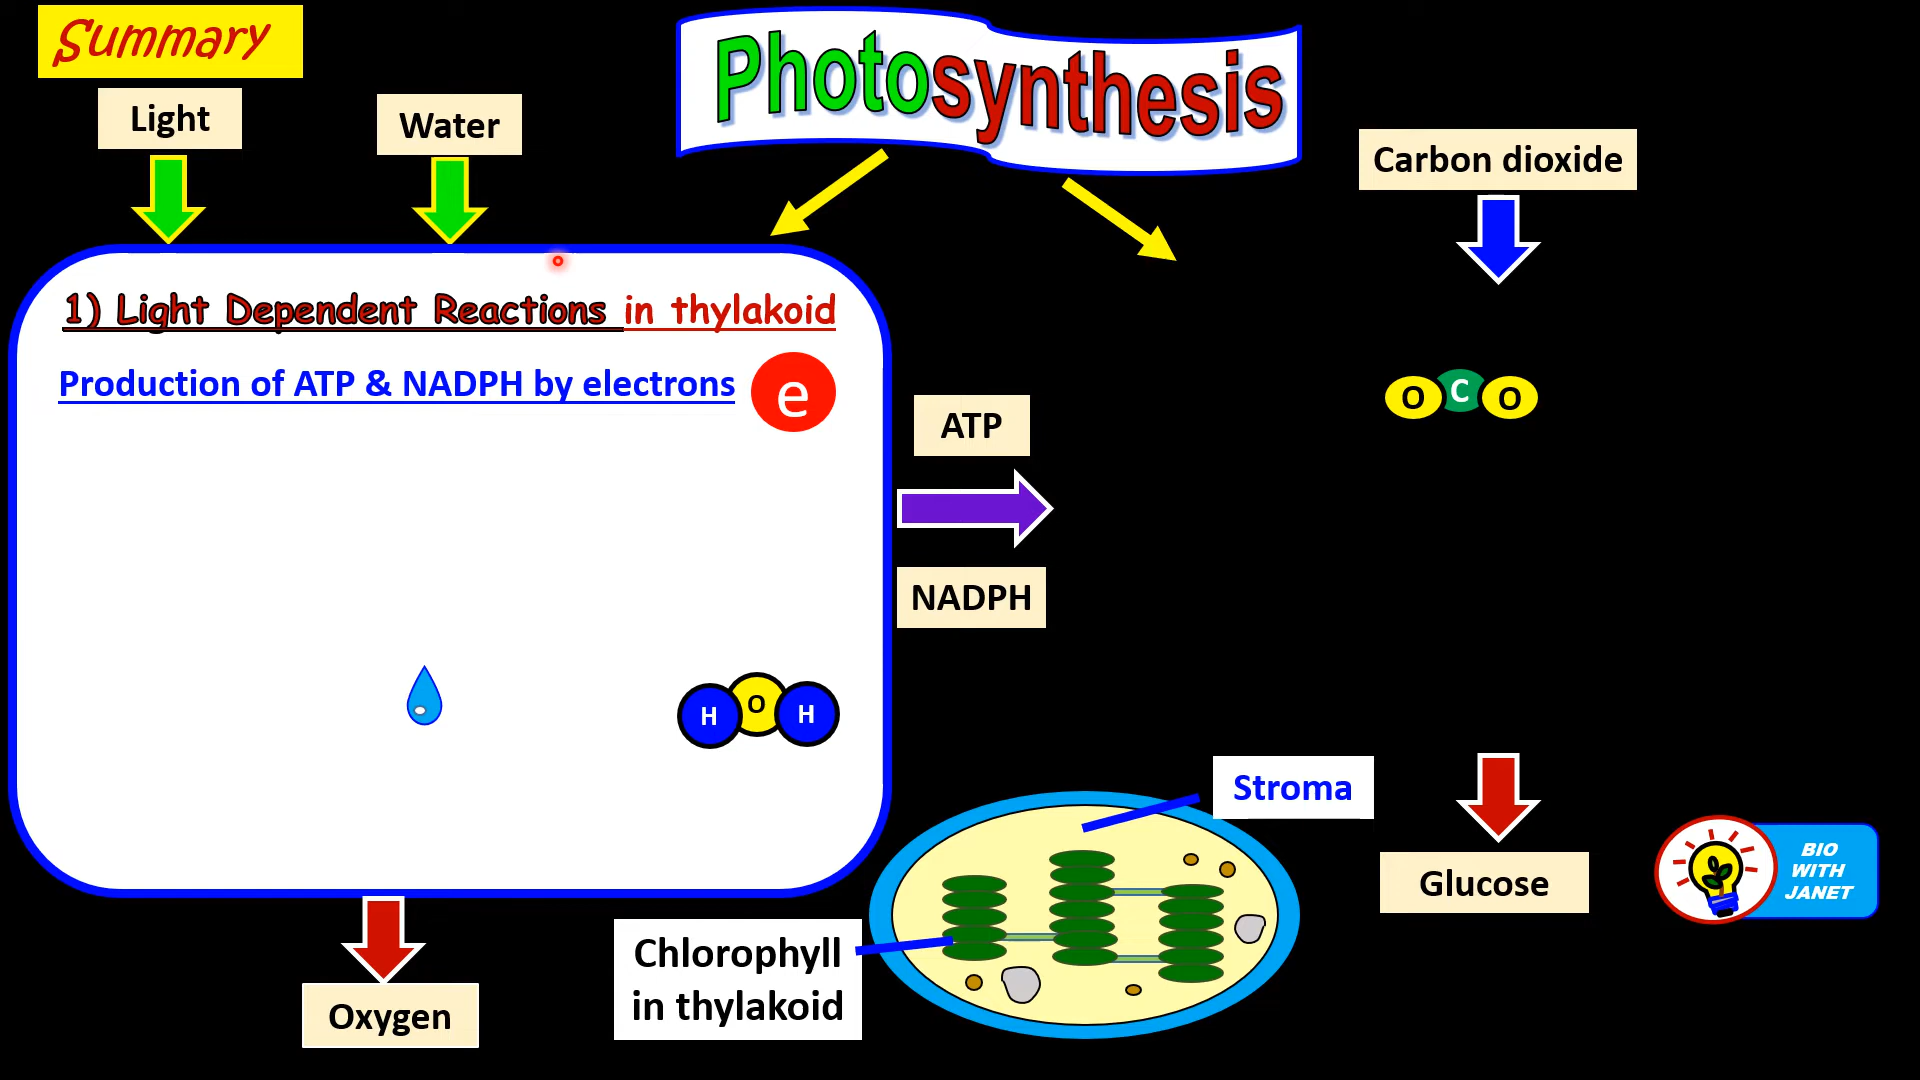 Summary
Photosynthesis
Light
Water
Carbon dioxide
1) Light Dependent Reactions in thylakoid
Production of ATP & NADPH by electrons
e
O C O
ATP
NADPH
H O H
Stroma
Glucose
BIO
WITH
JANET
Chlorophyll
in thylakoid
Oxygen